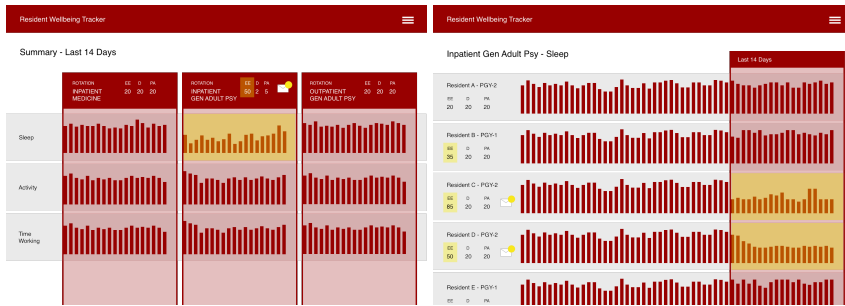 Resident Wellbeing Tracker
Summary - Last 14 Days
ROTATION EE D PA
INPATIENT 20 20 20
MEDICINE
ROTATION EE D PA
INPATIENT 50 2 5
GEN ADULT PSY
ROTATION EE D PA
OUTPATIENT 20 20 20
GEN ADULT PSY
Sleep
Activity
Time
Working
Resident Wellbeing Tracker
Inpatient Gen Adult Psy - Sleep
Last 14 Days
Resident A - PGY-2
EE D PA
20 20 20
Resident B - PGY-1
EE D PA
35 20 20
Resident C - PGY-2
EE D PA
85 20 20
Resident D - PGY-2
EE D PA
50 20 20
Resident E - PGY-1
EE D PA